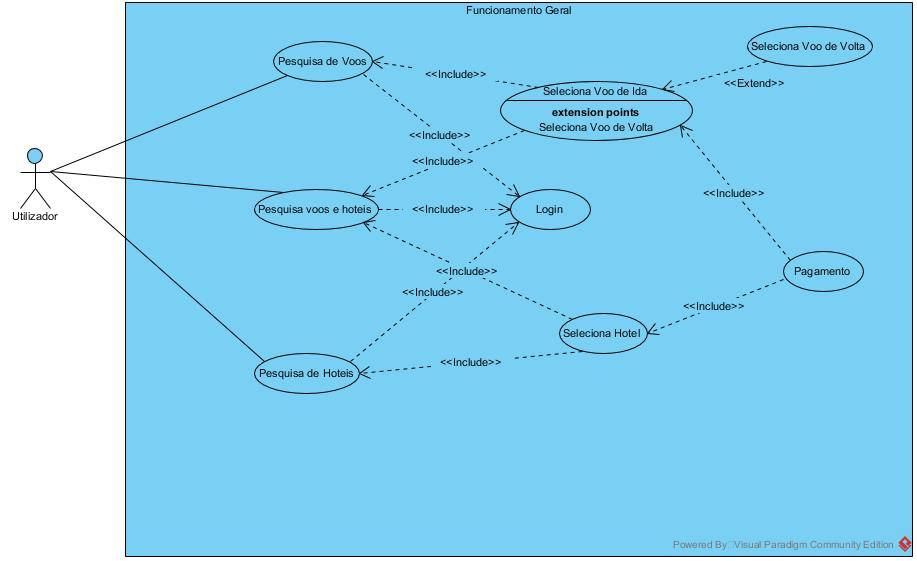 Funcionamento Geral
Pesquisa de Voos
Seleciona Voo de Volta
<<Include>>
<<Extend>>
Seleciona Voo de Ida
extension points
Seleciona Voo de Volta
<<Include>>
<<Include>>
<<Include>>
Utilizador
Pesquisa voos e hoteis
<<Include>>
Login
<<Include>>
Pagamento
<<Include>>
<<Include>>
Seleciona Hotel
<<Include>>
Pesquisa de Hoteis
Powered By Visual Paradigm Community Edition